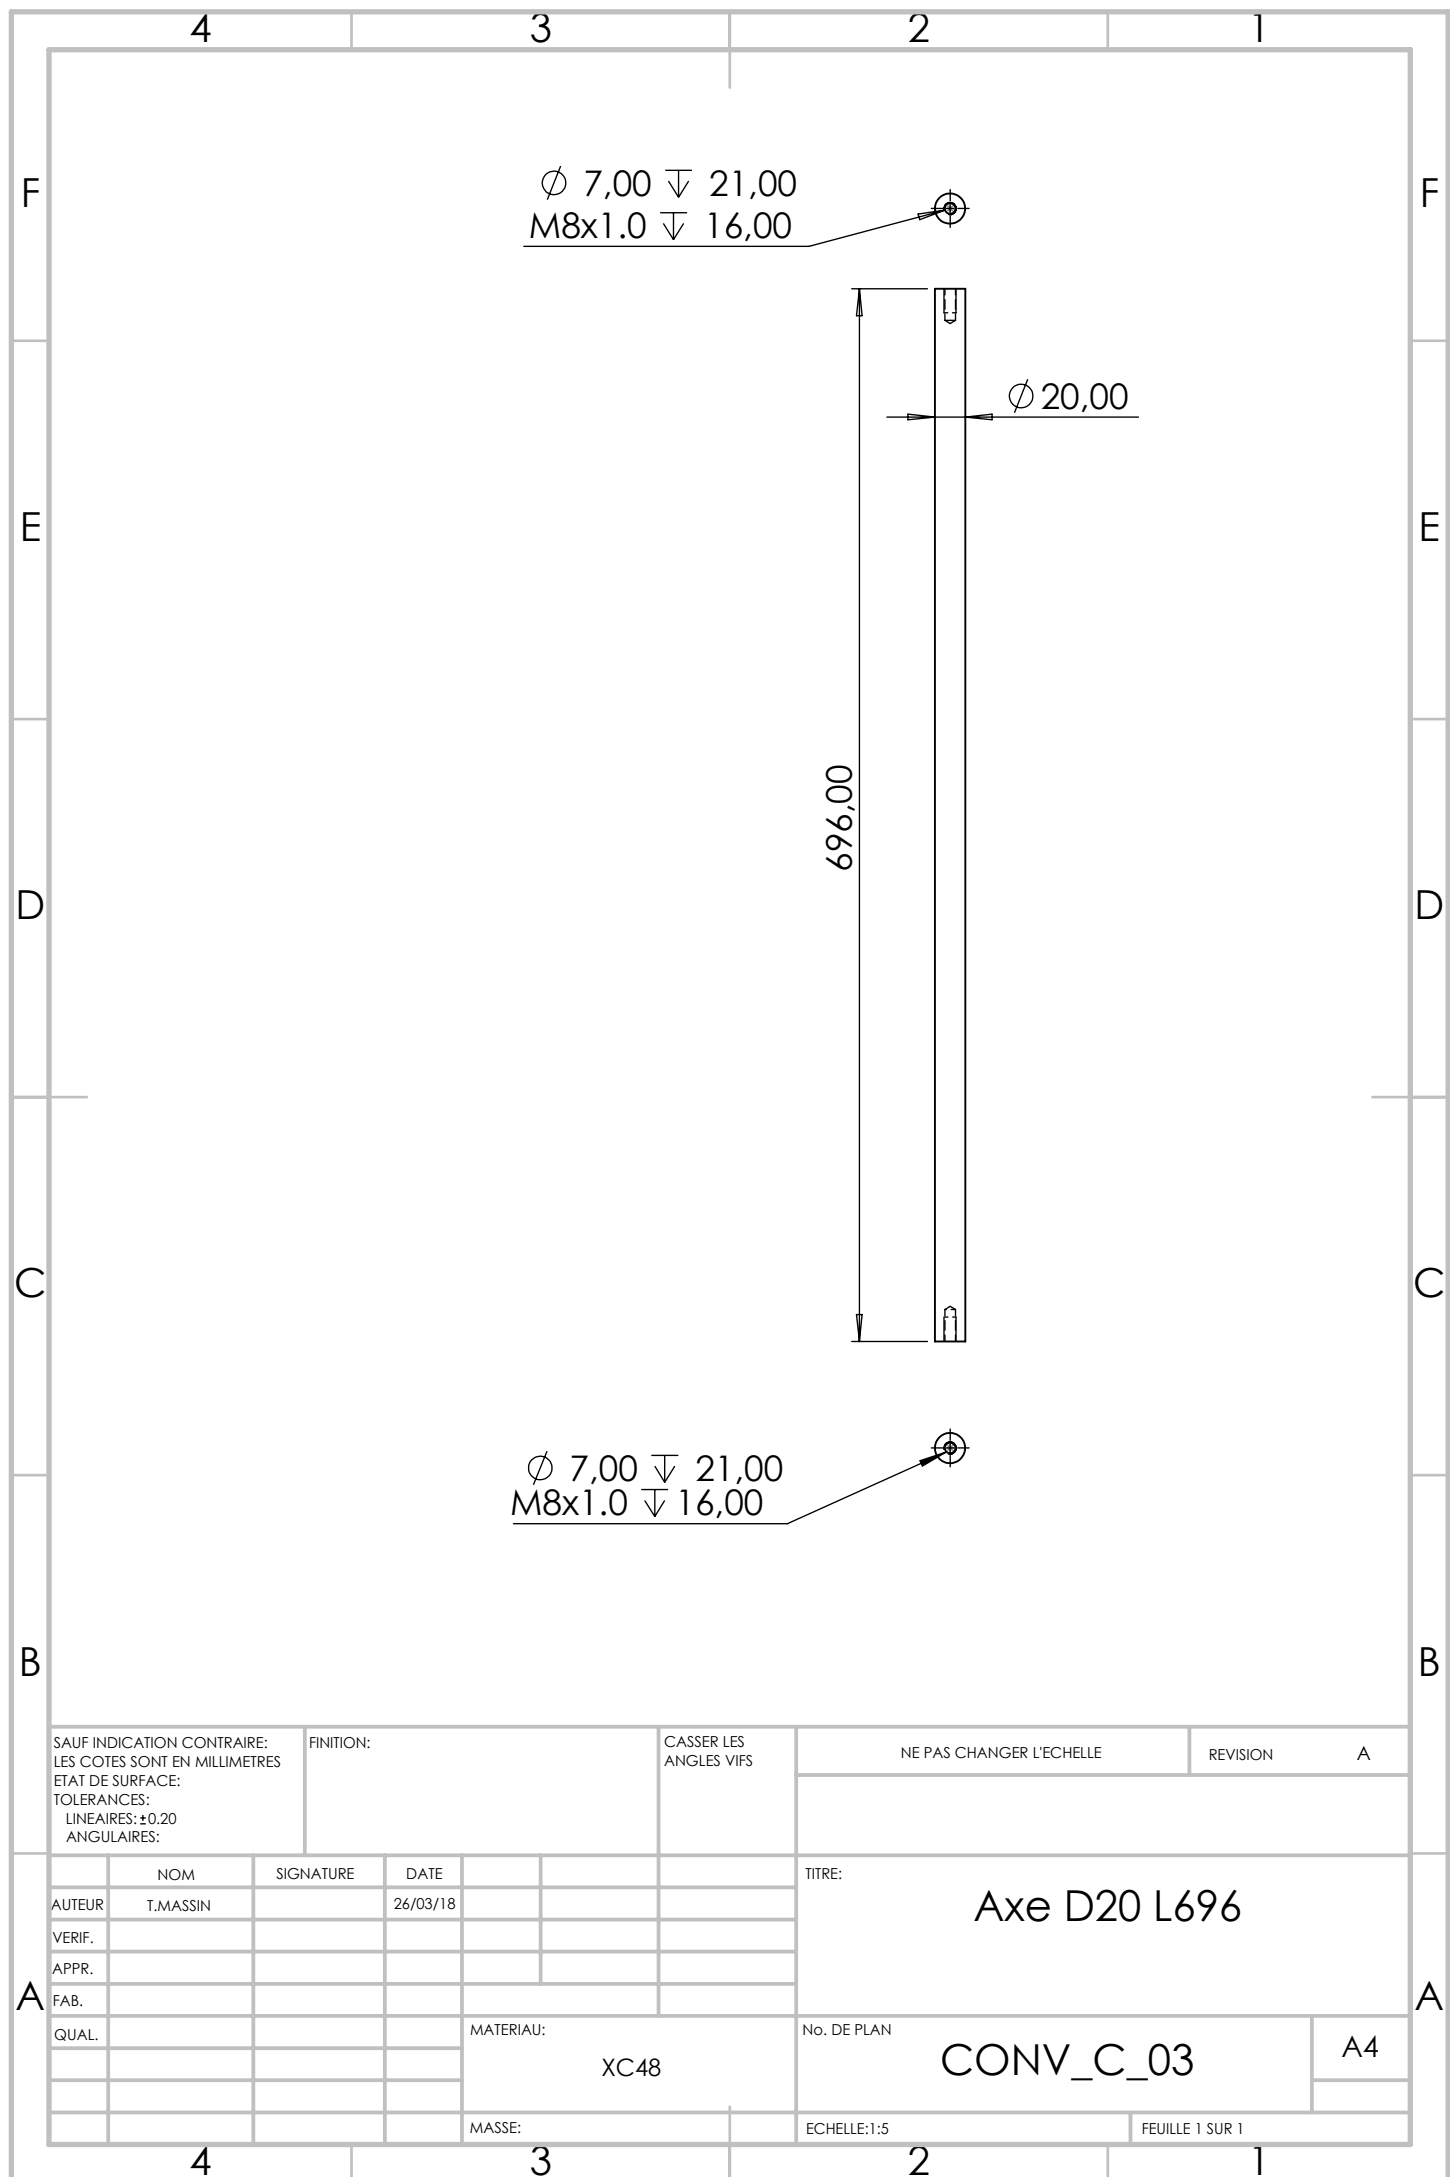 4 3 2 1
F F
∅ 7,00 ↧ 21,00
M8x1.0 ↧ 16,00
∅ 20,00
E E
696,00
D D
C C
∅ 7,00 ↧ 21,00
M8x1.0 ↧ 16,00
B B
SAUF INDICATION CONTRAIRE:
LES COTES SONT EN MILLIMETRES
ETAT DE SURFACE:
TOLERANCES:
LINEAIRES: ±0.20
ANGULAIRES:
FINITION:
CASSER LES
ANGLES VIFS
NE PAS CHANGER L'ECHELLE
REVISION A
NOM SIGNATURE DATE
AUTEUR T.MASSIN 26/03/18
VERIF.
APPR.
FAB.
QUAL.
TITRE:
Axe D20 L696
A A
MATERIAU:
XC48
MASSE:
No. DE PLAN
CONV_C_03
A4
ECHELLE:1:5
FEUILLE 1 SUR 1
4 3 2 1